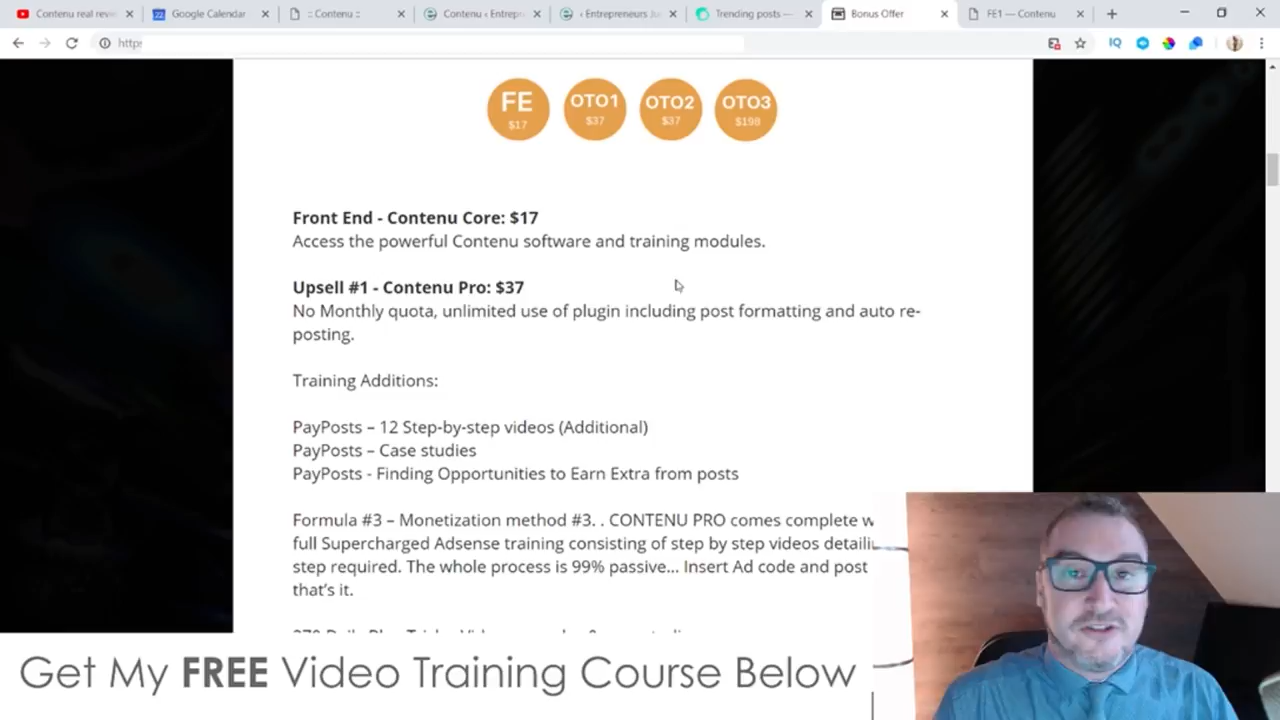 Contenu real revi
Google Calendar
:: Contenu ::
Contenu ‹ Entrepr
‹ Entrepreneurs Ju
Trending posts —
Bonus Offer
FE1 — Contenu
https
IQ
FE
$17
OTO1
$37
OTO2
$37
OTO3
$198
Front End - Contenu Core: $17
Access the powerful Contenu software and training modules.
Upsell #1 - Contenu Pro: $37
No Monthly quota, unlimited use of plugin including post formatting and auto re-
posting.
Training Additions:
PayPosts – 12 Step-by-step videos (Additional)
PayPosts – Case studies
PayPosts - Finding Opportunities to Earn Extra from posts
Formula #3 – Monetization method #3. . CONTENU PRO comes complete w
full Supercharged Adsense training consisting of step by step videos detaili
step required. The whole process is 99% passive... Insert Ad code and post
that's it.
Get My FREE Video Training Course Below